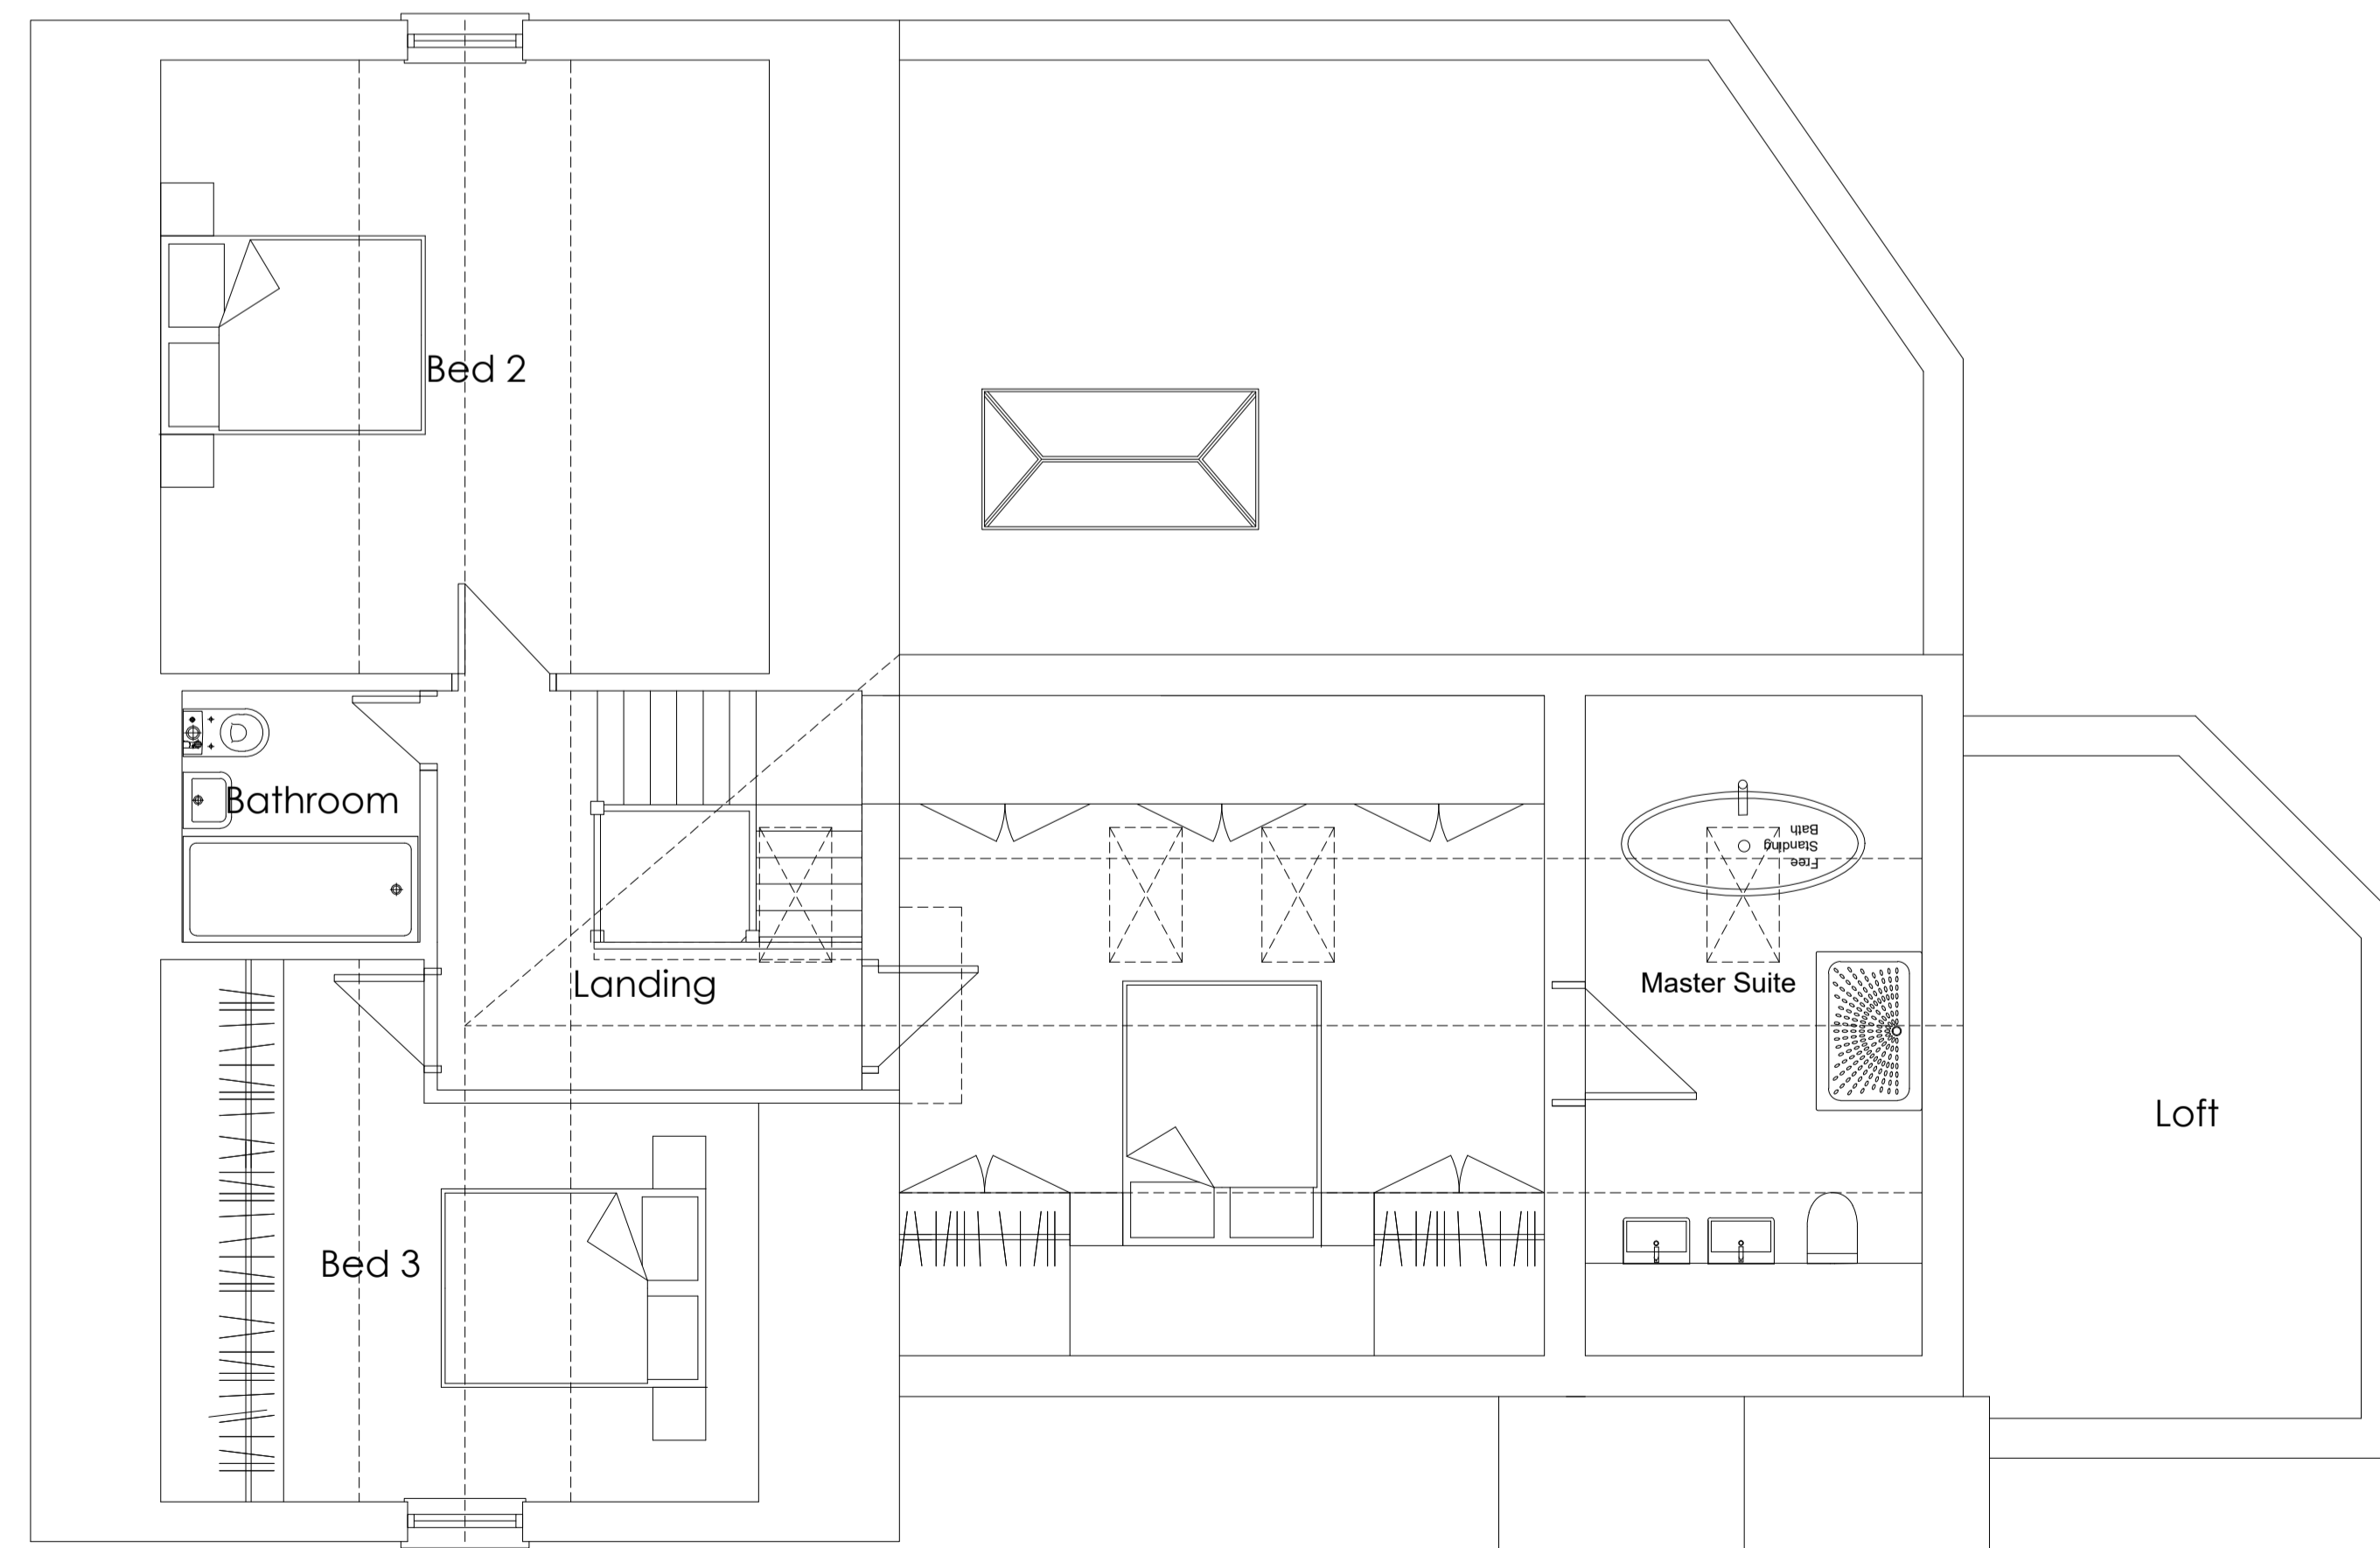 Bed 2
Bathroom
Bath
Standing
Free
Landing
Master Suite
Loft
Bed 3